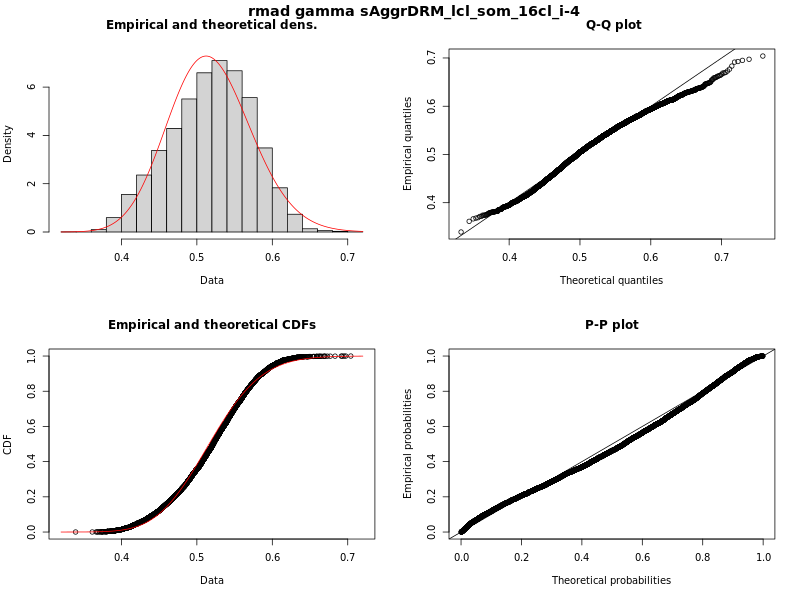 rmad gamma sAggrDRM_lcl_som_16cl_i-4
Empirical and theoretical dens.
Density
0 2 4 6
0.4 0.5 0.6 0.7
Data
Q-Q plot
Empirical quantiles
0.4 0.5 0.6 0.7
0.4 0.5 0.6 0.7
Theoretical quantiles
Empirical and theoretical CDFs
CDF
0.0 0.2 0.4 0.6 0.8 1.0
0.4 0.5 0.6 0.7
Data
P-P plot
Empirical probabilities
0.0 0.2 0.4 0.6 0.8 1.0
0.0 0.2 0.4 0.6 0.8 1.0
Theoretical probabilities